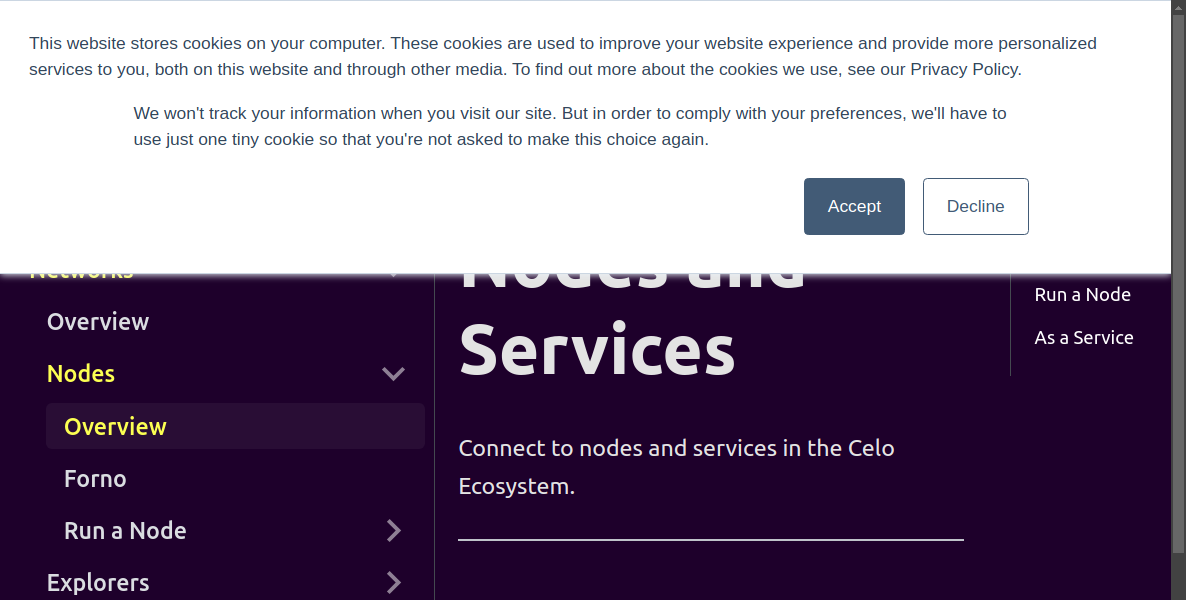 This website stores cookies on your computer. These cookies are used to improve your website experience and provide more personalized
services to you, both on this website and through other media. To find out more about the cookies we use, see our Privacy Policy.
We won't track your information when you visit our site. But in order to comply with your preferences, we'll have to
use just one tiny cookie so that you're not asked to make this choice again.
Accept
Decline
Networks
Overview
Nodes
Overview
Forno
Run a Node
Explorers
Nodes and
Services
Connect to nodes and services in the Celo
Ecosystem.
Run a Node
As a Service